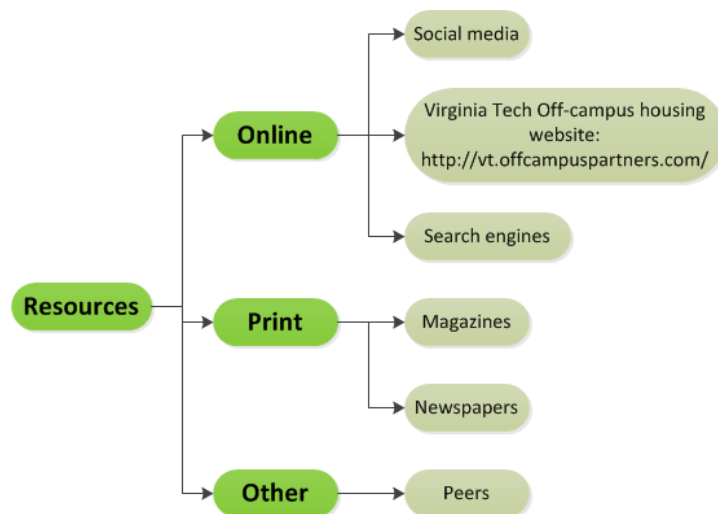 Social media
Virginia Tech Off-campus housing
website:
http://vt.offcampuspartners.com/
Online
Search engines
Resources
Print
Magazines
Newspapers
Other
Peers